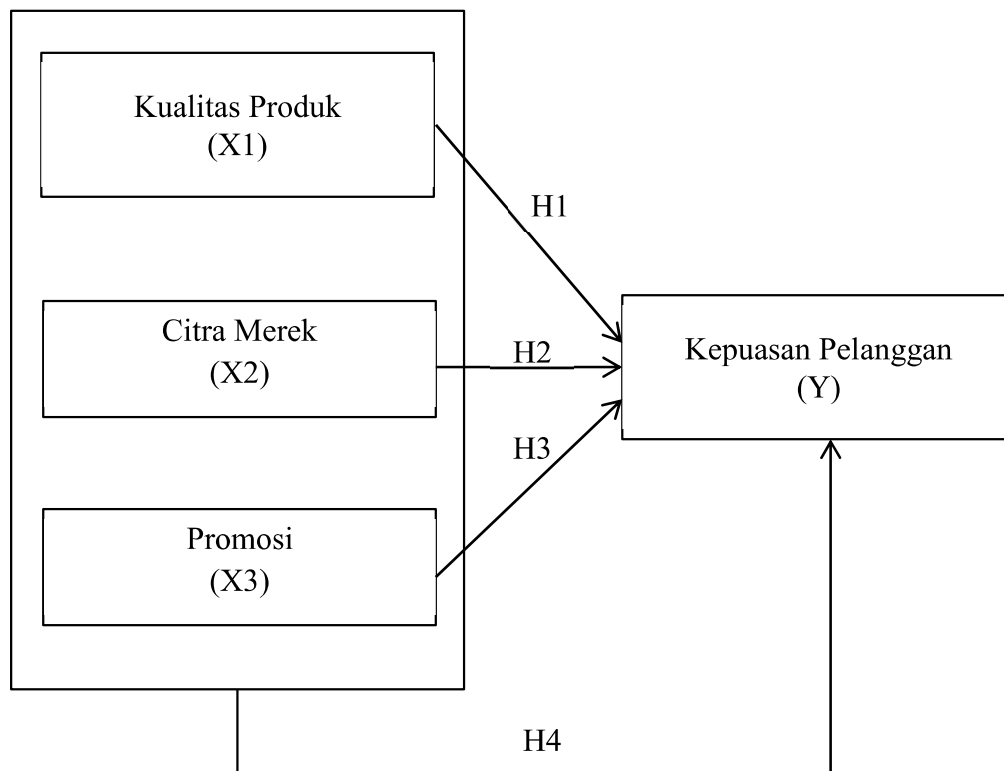 Kualitas Produk
(X1)
H1
Citra Merek
(X2)
H2
Kepuasan Pelanggan
(Y)
H3
Promosi
(X3)
H4